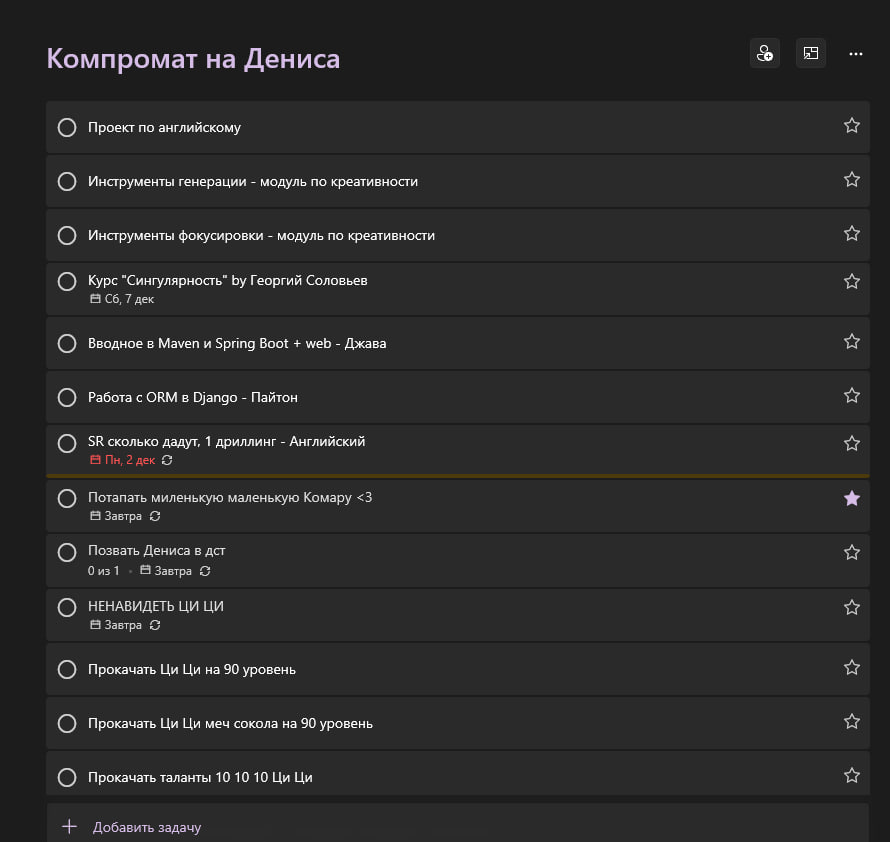 Компромат на Дениса
Проект по английскому
Инструменты генерации - модуль по креативности
Инструменты фокусировки - модуль по креативности
Курс "Сингулярность" by Георгий Соловьев
Сб, 7 дек
Вводное в Maven и Spring Boot + web - Джава
Работа с ORM в Django - Пайтон
SR сколько дадут, 1 дриллинг - Английский
Пн, 2 дек
Потапать миленькую маленькую Комару <3
Завтра
Позвать Дениса в дст
0 из 1 • Завтра
НЕНАВИДЕТЬ ЦИ ЦИ
Завтра
Прокачать Ци Ци на 90 уровень
Прокачать Ци Ци меч сокола на 90 уровень
Прокачать таланты 10 10 10 Ци Ци
Добавить задачу